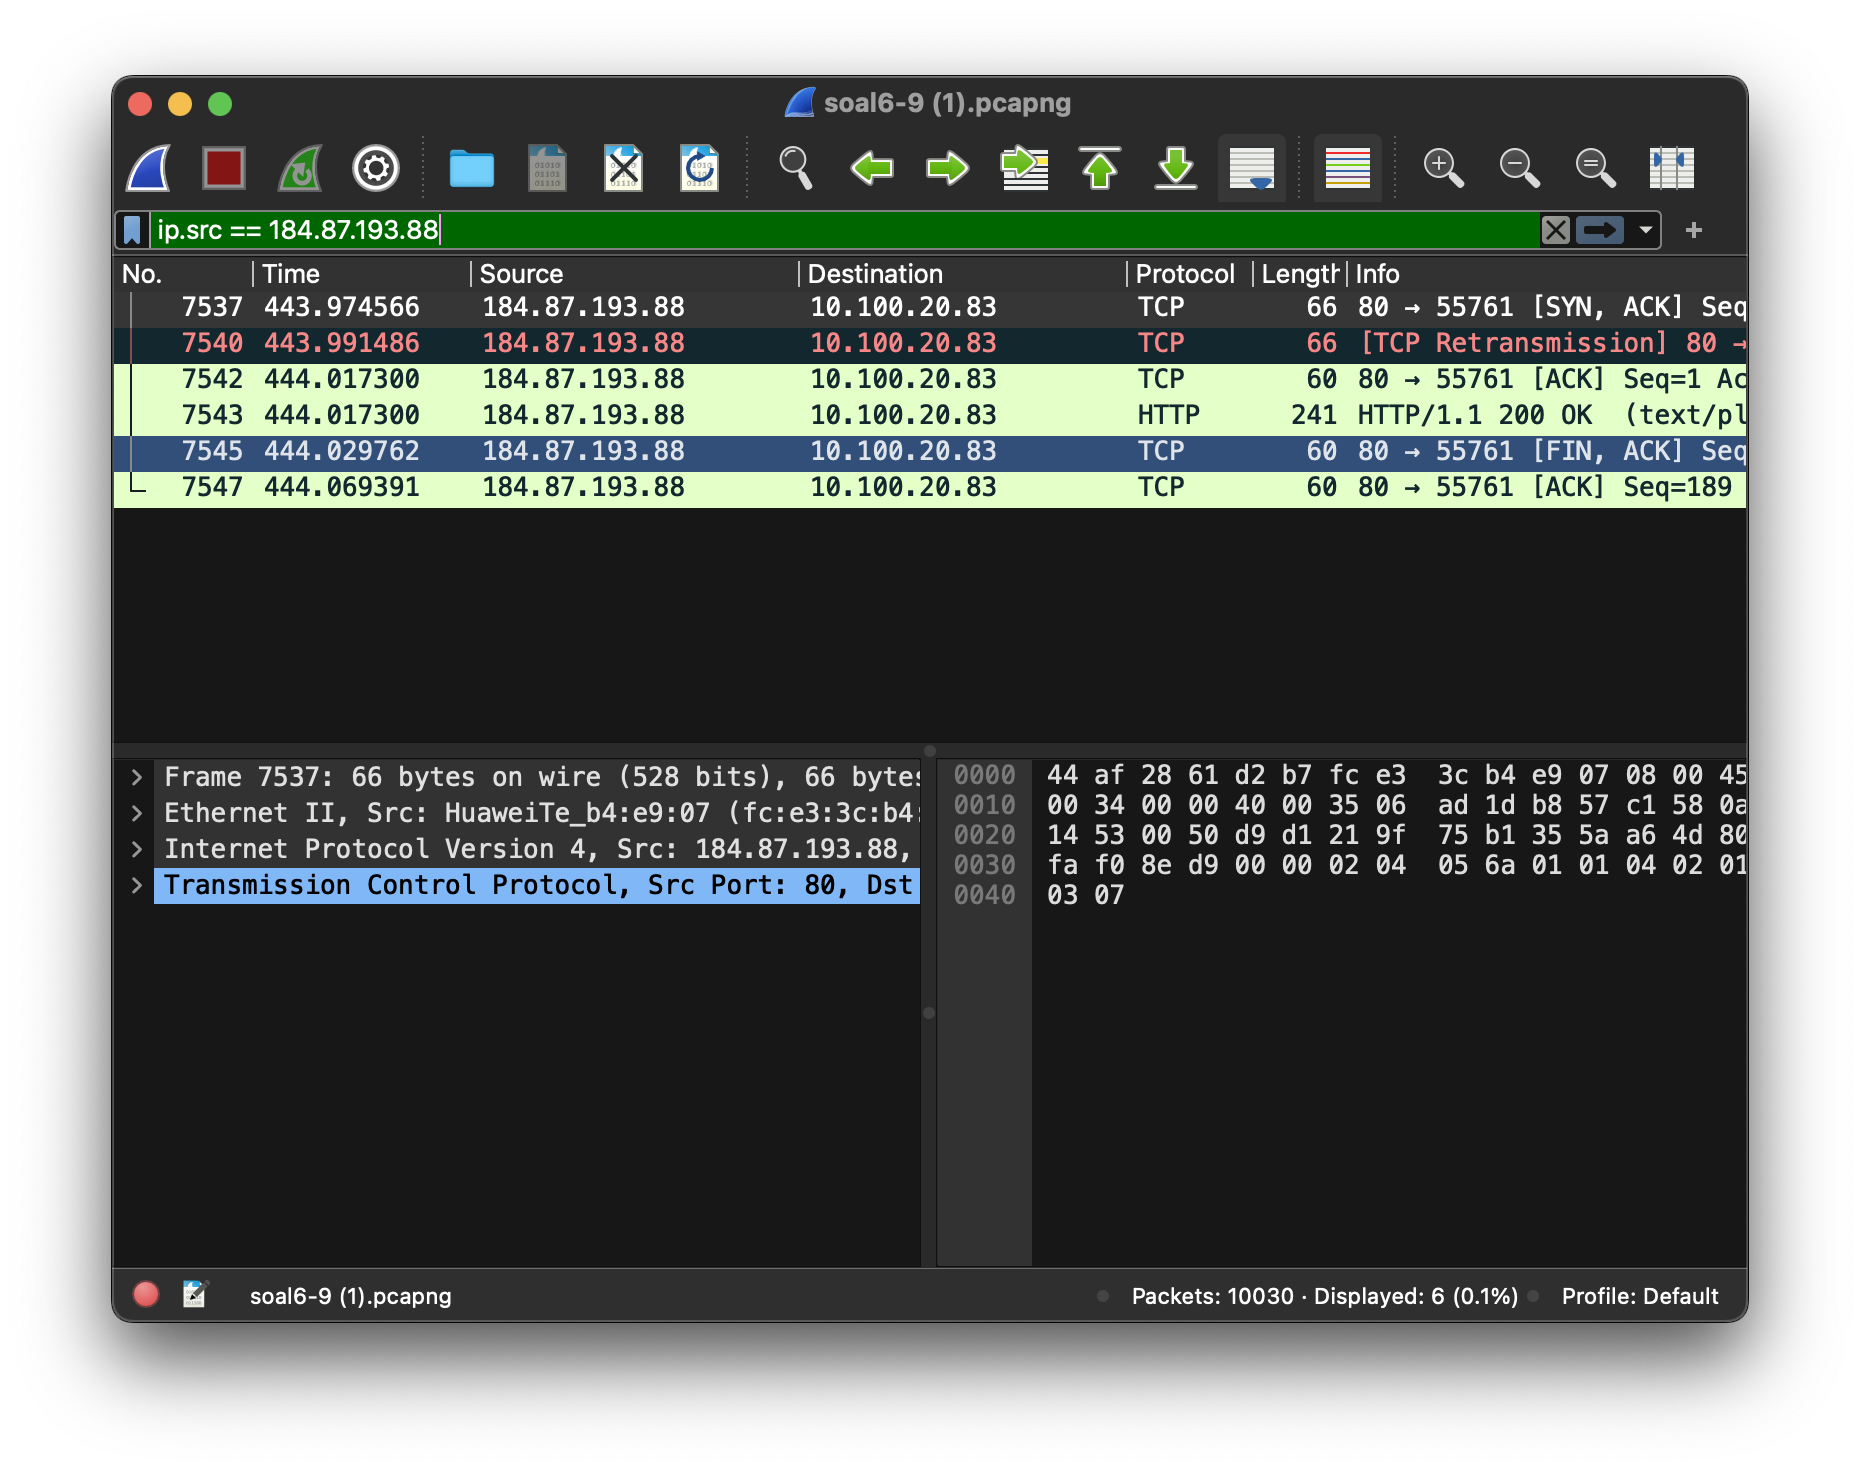 soal6-9 (1).pcapng
ip.src == 184.87.193.88
No. Time Source Destination Protocol Length Info
7537 443.974566 184.87.193.88 10.100.20.83 TCP 66 80 → 55761 [SYN, ACK] Seq
7540 443.991486 184.87.193.88 10.100.20.83 TCP 66 [TCP Retransmission] 80 →
7542 444.017300 184.87.193.88 10.100.20.83 TCP 60 80 → 55761 [ACK] Seq=1 Ac
7543 444.017300 184.87.193.88 10.100.20.83 HTTP 241 HTTP/1.1 200 OK (text/pl
7545 444.029762 184.87.193.88 10.100.20.83 TCP 60 80 → 55761 [FIN, ACK] Seq
7547 444.069391 184.87.193.88 10.100.20.83 TCP 60 80 → 55761 [ACK] Seq=189
Frame 7537: 66 bytes on wire (528 bits), 66 bytes
Ethernet II, Src: HuaweiTe_b4:e9:07 (fc:e3:3c:b4:
Internet Protocol Version 4, Src: 184.87.193.88,
Transmission Control Protocol, Src Port: 80, Dst
0000 44 af 28 61 d2 b7 fc e3 3c b4 e9 07 08 00 45
0010 00 34 00 00 40 00 35 06 ad 1d b8 57 c1 58 0a
0020 14 53 00 50 d9 d1 21 9f 75 b1 35 5a a6 4d 80
0030 fa f0 8e d9 00 00 02 04 05 6a 01 01 04 02 01
0040 03 07
soal6-9 (1).pcapng
Packets: 10030 · Displayed: 6 (0.1%)
Profile: Default